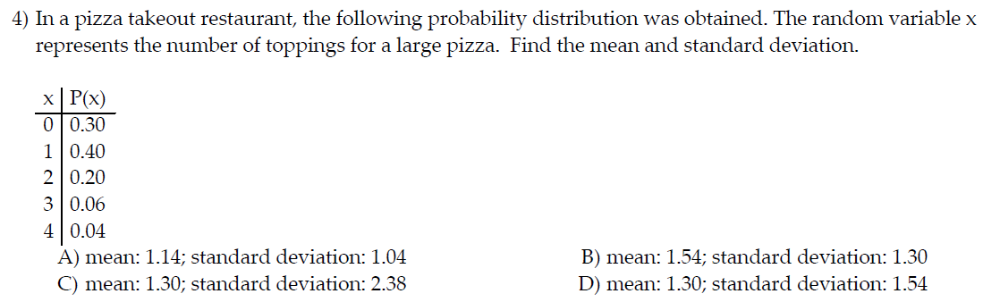 4) In a pizza takeout restaurant, the following probability distribution was obtained. The random variable x
represents the number of toppings for a large pizza. Find the mean and standard deviation.
x P(x)
0 0.30
1 0.40
2 0.20
3 0.06
4 0.04
A) mean: 1.14; standard deviation: 1.04 B) mean: 1.54; standard deviation: 1.30
C) mean: 1.30; standard deviation: 2.38 D) mean: 1.30; standard deviation: 1.54